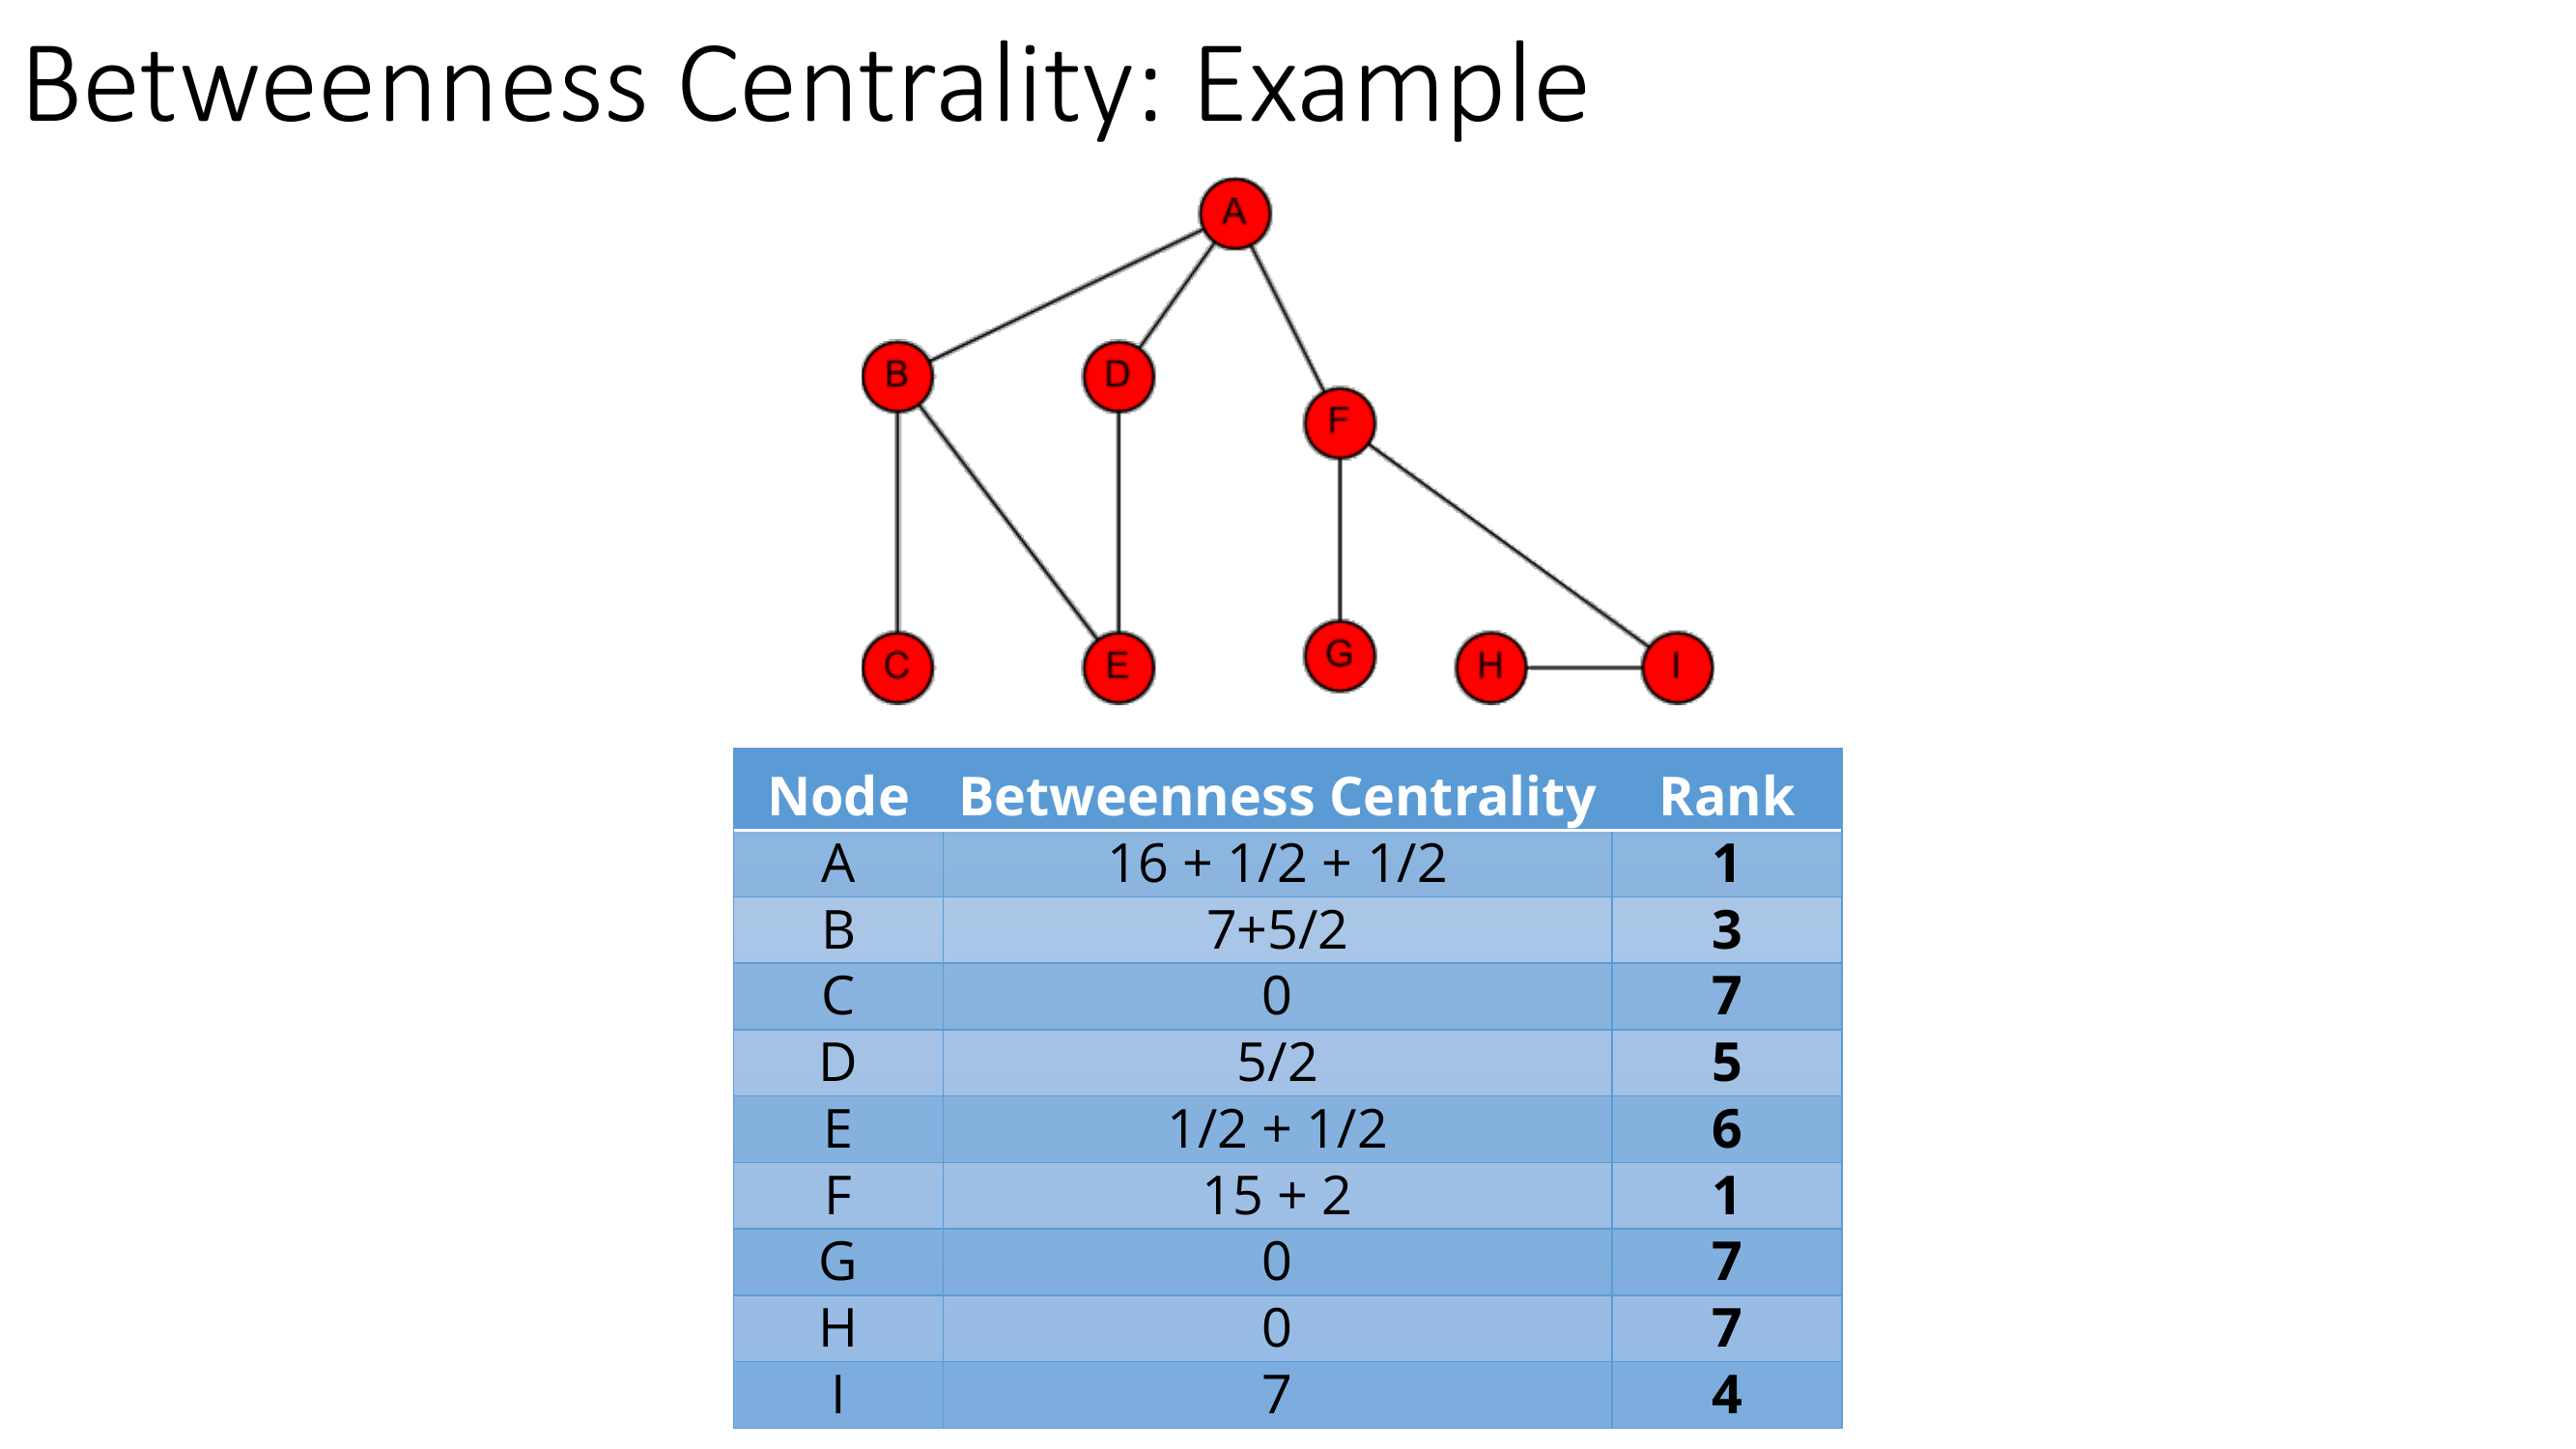 Betweenness Centrality: Example
A
B
D
F
C
E
G
H
I
Node Betweenness Centrality Rank
A 16 + 1/2 + 1/2 1
B 7+5/2 3
C 0 7
D 5/2 5
E 1/2 + 1/2 6
F 15 + 2 1
G 0 7
H 0 7
I 7 4